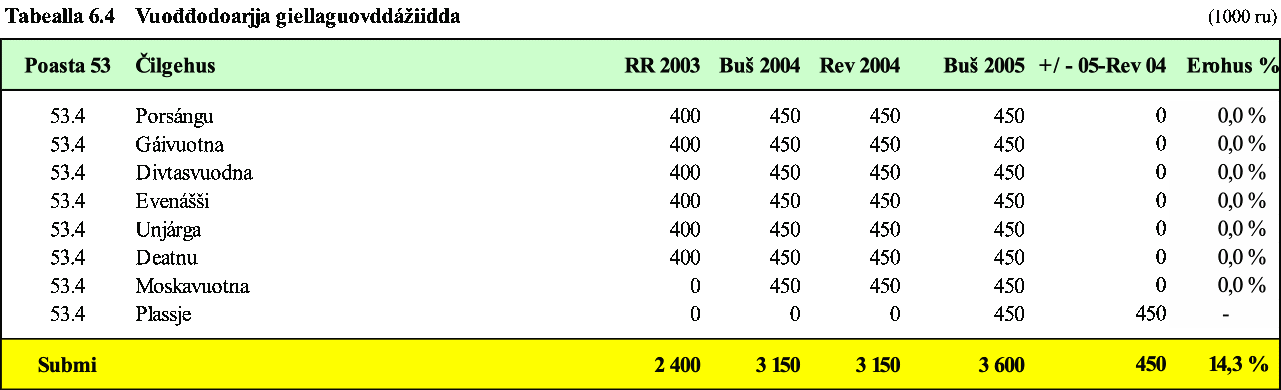 Tabealla 6.4 Vuođđodoarjja giellaguovddážiidda (1000 ru)
Poasta 53 Čilgehus RR 2003 Buš 2004 Rev 2004 Buš 2005 +/ - 05-Rev 04 Erohus %
53.4 Porsángu 400 450 450 450 0 0,0 %
53.4 Gáivuotna 400 450 450 450 0 0,0 %
53.4 Divtasvuodna 400 450 450 450 0 0,0 %
53.4 Evenášši 400 450 450 450 0 0,0 %
53.4 Unjárga 400 450 450 450 0 0,0 %
53.4 Deatnu 400 450 450 450 0 0,0 %
53.4 Moskavuotna 0 450 450 450 0 0,0 %
53.4 Plassje 0 0 0 450 450 -
Submi 2 400 3 150 3 150 3 600 450 14,3 %